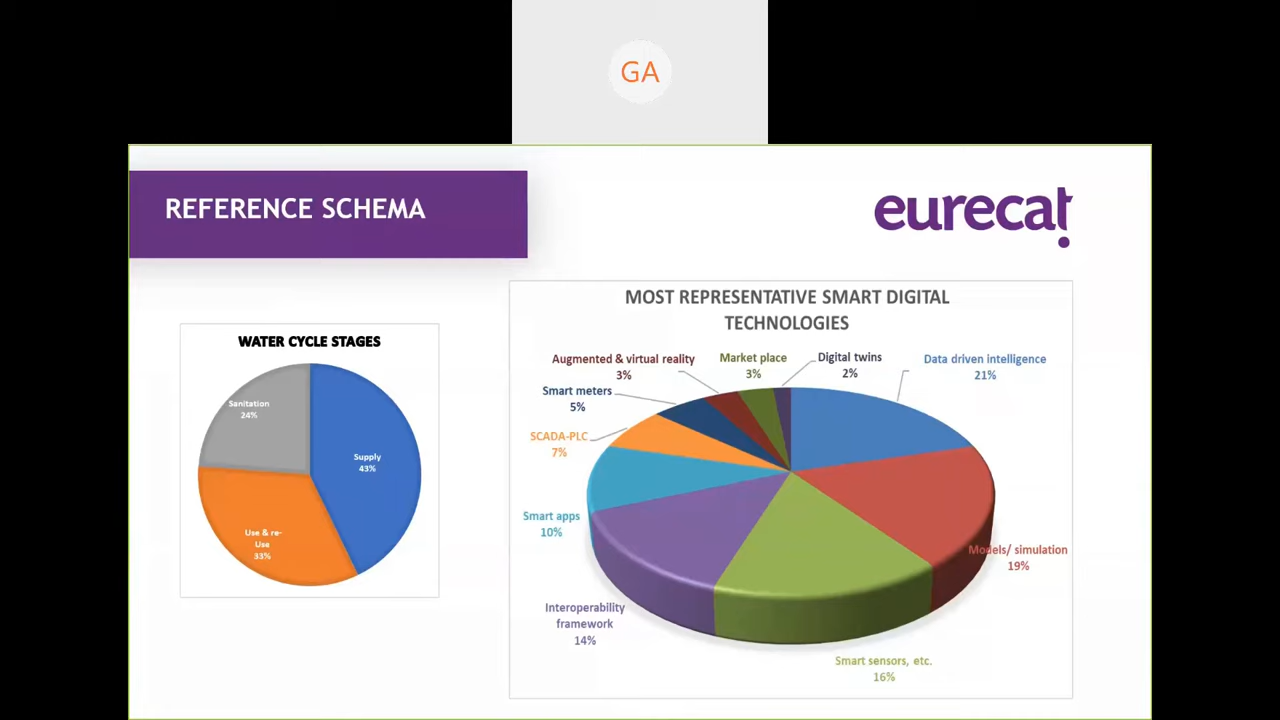 GA
REFERENCE SCHEMA
eurecat
WATER CYCLE STAGES
Sanitation
24%
Supply
43%
Use & re-
Use
33%
MOST REPRESENTATIVE SMART DIGITAL
TECHNOLOGIES
Augmented & virtual reality
3%
Market place
3%
Digital twins
2%
Data driven intelligence
21%
Smart meters
5%
SCADA-PLC
7%
Smart apps
10%
Models/ simulation
19%
Interoperability
framework
14%
Smart sensors, etc.
16%